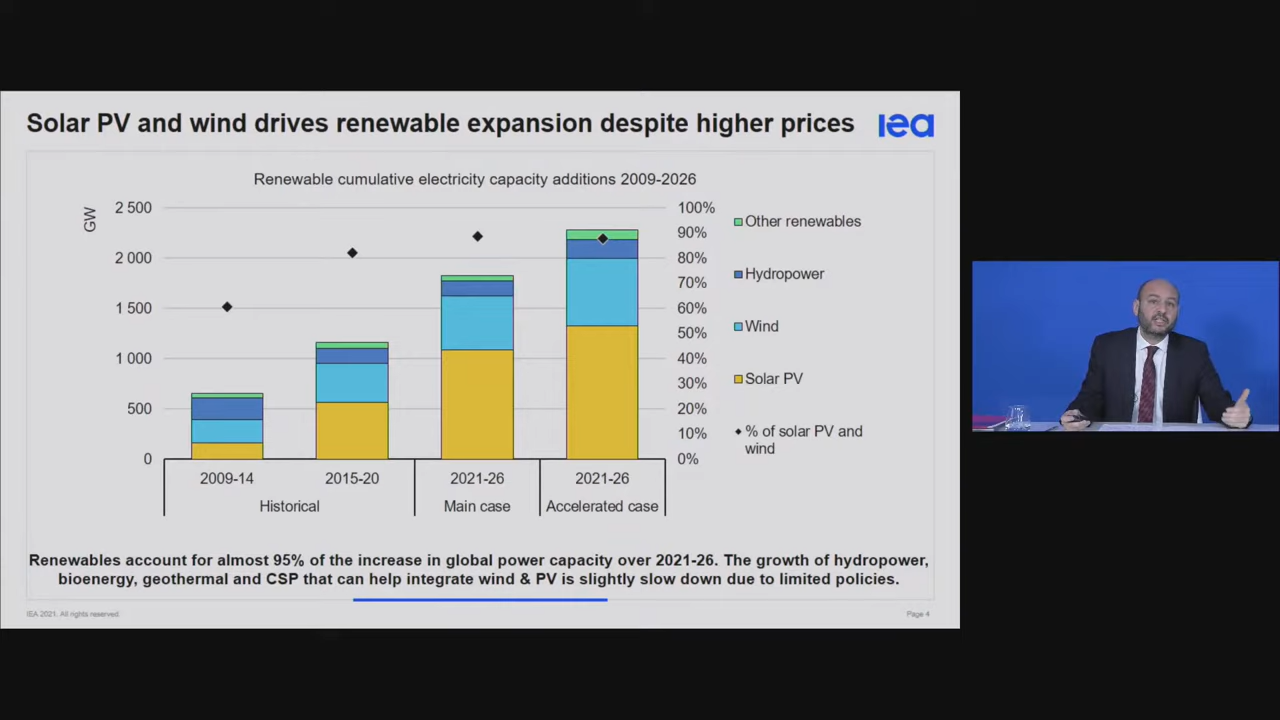 Solar PV and wind drives renewable expansion despite higher prices
iea
Renewable cumulative electricity capacity additions 2009-2026
GW
2 500
2 000
1 500
1 000
500
0
100%
90%
80%
70%
60%
50%
40%
30%
20%
10%
0%
2009-14
2015-20
2021-26
2021-26
Historical
Main case
Accelerated case
Other renewables
Hydropower
Wind
Solar PV
% of solar PV and
wind
Renewables account for almost 95% of the increase in global power capacity over 2021-26. The growth of hydropower,
bioenergy, geothermal and CSP that can help integrate wind & PV is slightly slow down due to limited policies.
IEA 2021. All rights reserved.
Page 4